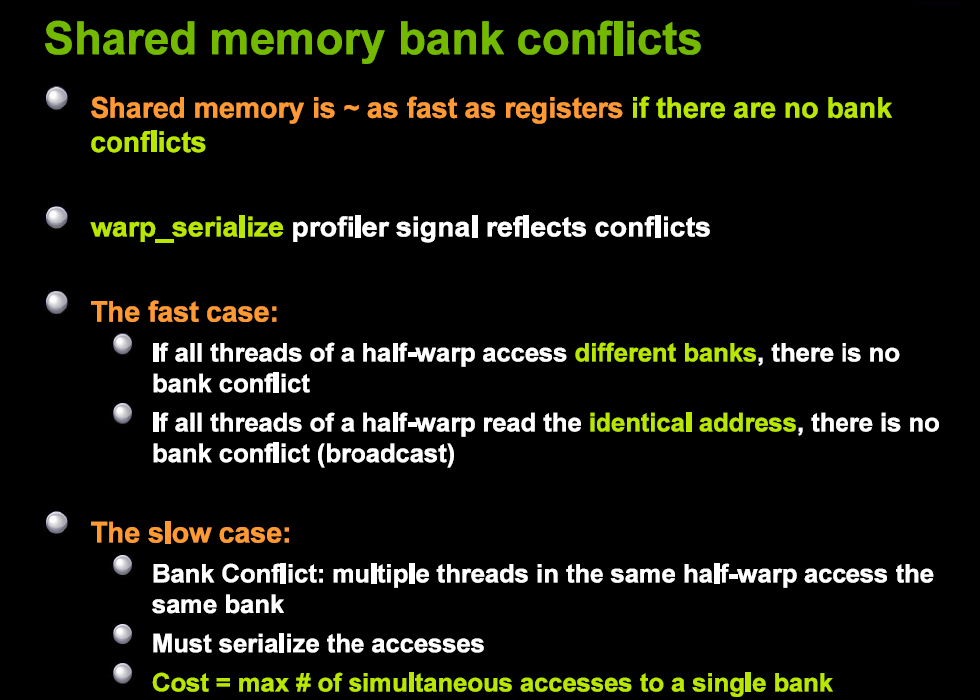 Shared memory bank conflicts
Shared memory is ~ as fast as registers if there are no bank
conflicts
warp_serialize profiler signal reflects conflicts
The fast case:
If all threads of a half-warp access different banks, there is no
bank conflict
If all threads of a half-warp read the identical address, there is no
bank conflict (broadcast)
The slow case:
Bank Conflict: multiple threads in the same half-warp access the
same bank
Must serialize the accesses
Cost = max # of simultaneous accesses to a single bank